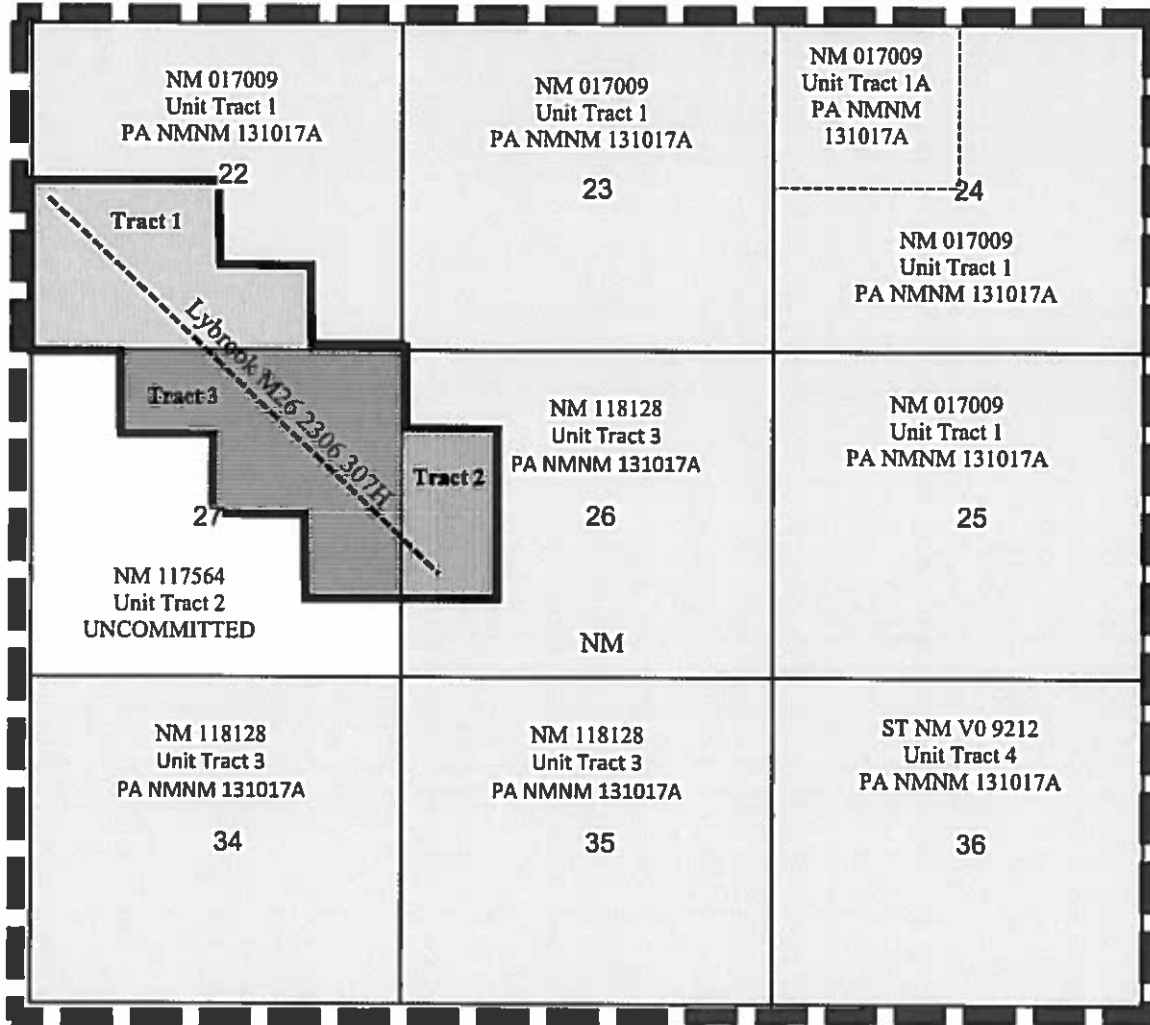 NM 017009
Unit Tract 1
PA NMNM 131017A
22
NM 017009
Unit Tract 1
PA NMNM 131017A
23
NM 017009
Unit Tract 1A
PA NMNM
131017A
24
NM 017009
Unit Tract 1
PA NMNM 131017A
Tract 1
Lybrook M26 2306 307H
Tract 3
Tract 2
27
NM 117564
Unit Tract 2
UNCOMMITTED
NM 118128
Unit Tract 3
PA NMNM 131017A
26
NM
NM 017009
Unit Tract 1
PA NMNM 131017A
25
NM 118128
Unit Tract 3
PA NMNM 131017A
34
NM 118128
Unit Tract 3
PA NMNM 131017A
35
ST NM V0 9212
Unit Tract 4
PA NMNM 131017A
36